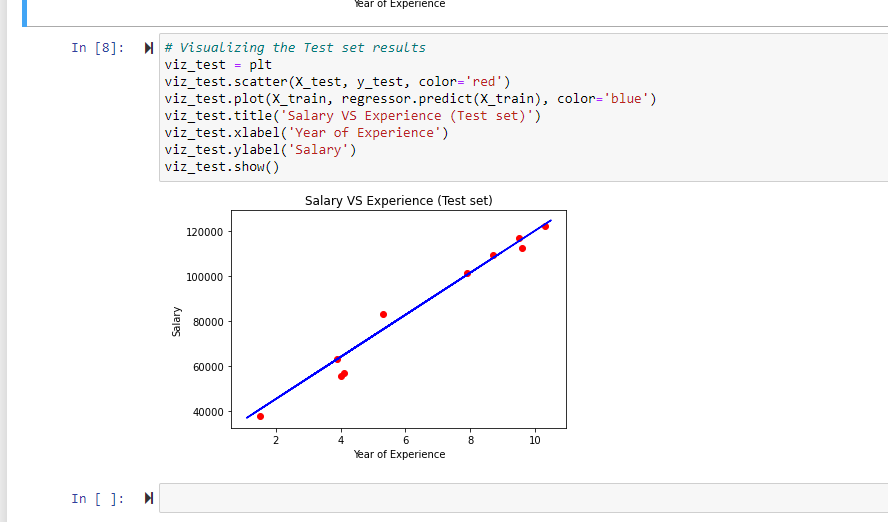 Year of Experience
In [8]:
# Visualizing the Test set results
viz_test = plt
viz_test.scatter(X_test, y_test, color='red')
viz_test.plot(X_train, regressor.predict(X_train), color='blue')
viz_test.title('Salary VS Experience (Test set)')
viz_test.xlabel('Year of Experience')
viz_test.ylabel('Salary')
viz_test.show()
Salary VS Experience (Test set)
120000
100000
80000
60000
40000
Salary
2 4 6 8 10
Year of Experience
In [ ]: